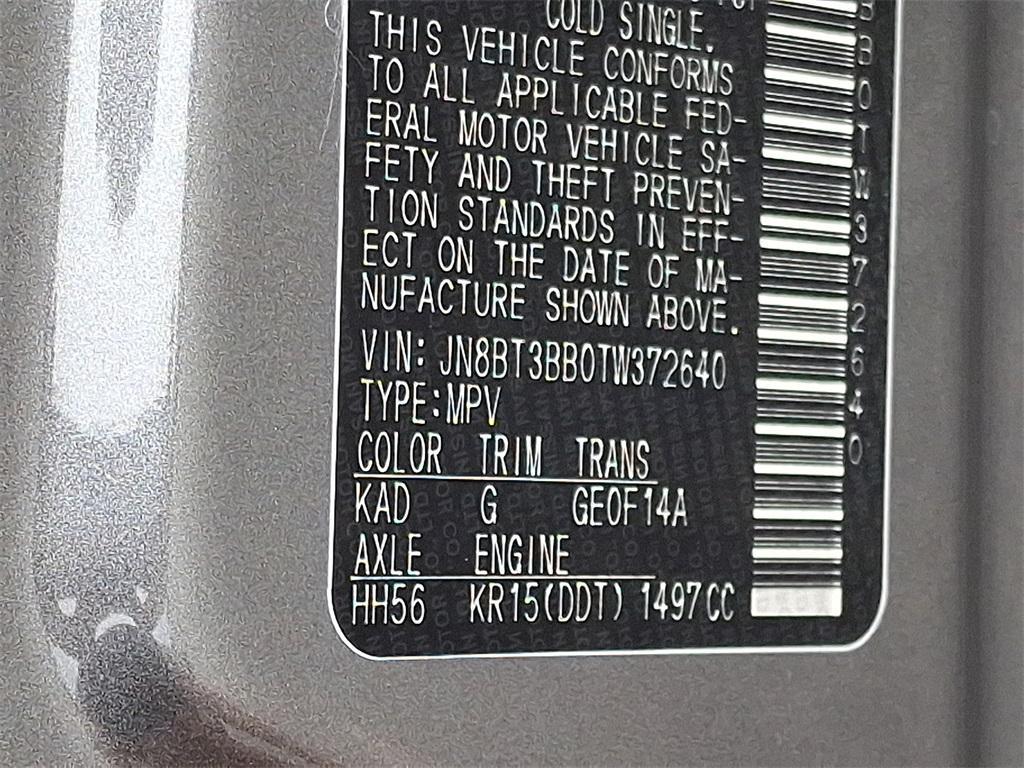 COLD SINGLE.
THIS VEHICLE CONFORMS
TO ALL APPLICABLE FED-
ERAL MOTOR VEHICLE SA-
FETY AND THEFT PREVEN-
TION STANDARDS IN EFF-
ECT ON THE DATE OF MA-
NUFACTURE SHOWN ABOVE.
VIN: JN8BT3BB0TW372640
TYPE:MPV
COLOR TRIM TRANS
KAD G GE0F14A
AXLE ENGINE
HH56 KR15(DDT) 1497CC
B0TW372640